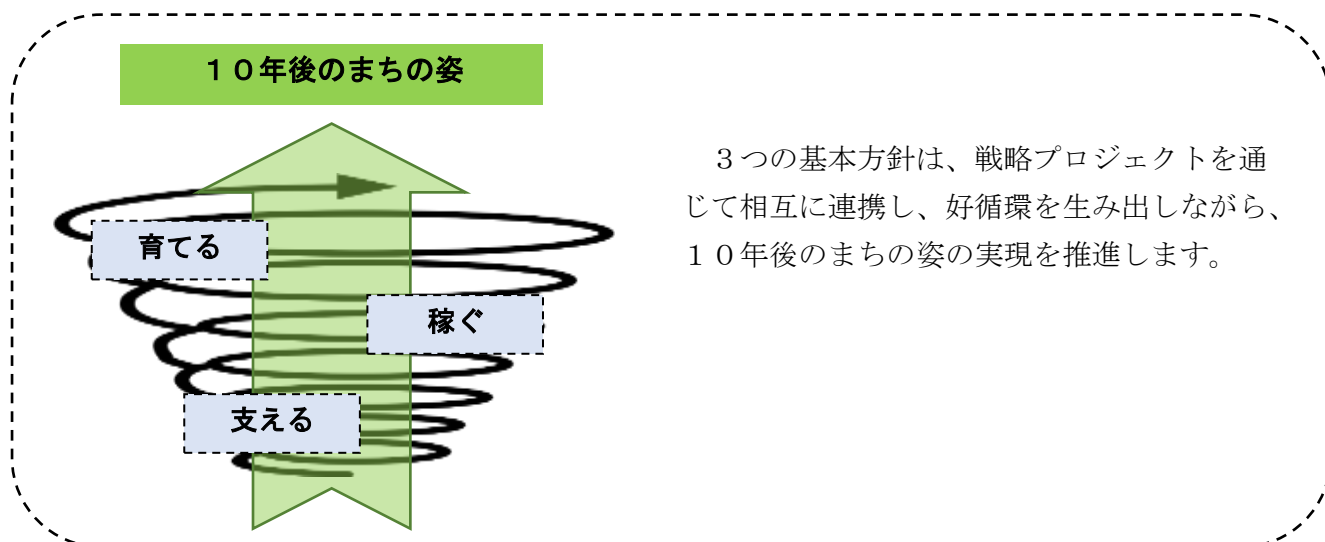 １０年後のまちの姿
育てる
稼ぐ
支える
３つの基本方針は、戦略プロジェクトを通
じて相互に連携し、好循環を生み出しながら、
１０年後のまちの姿の実現を推進します。